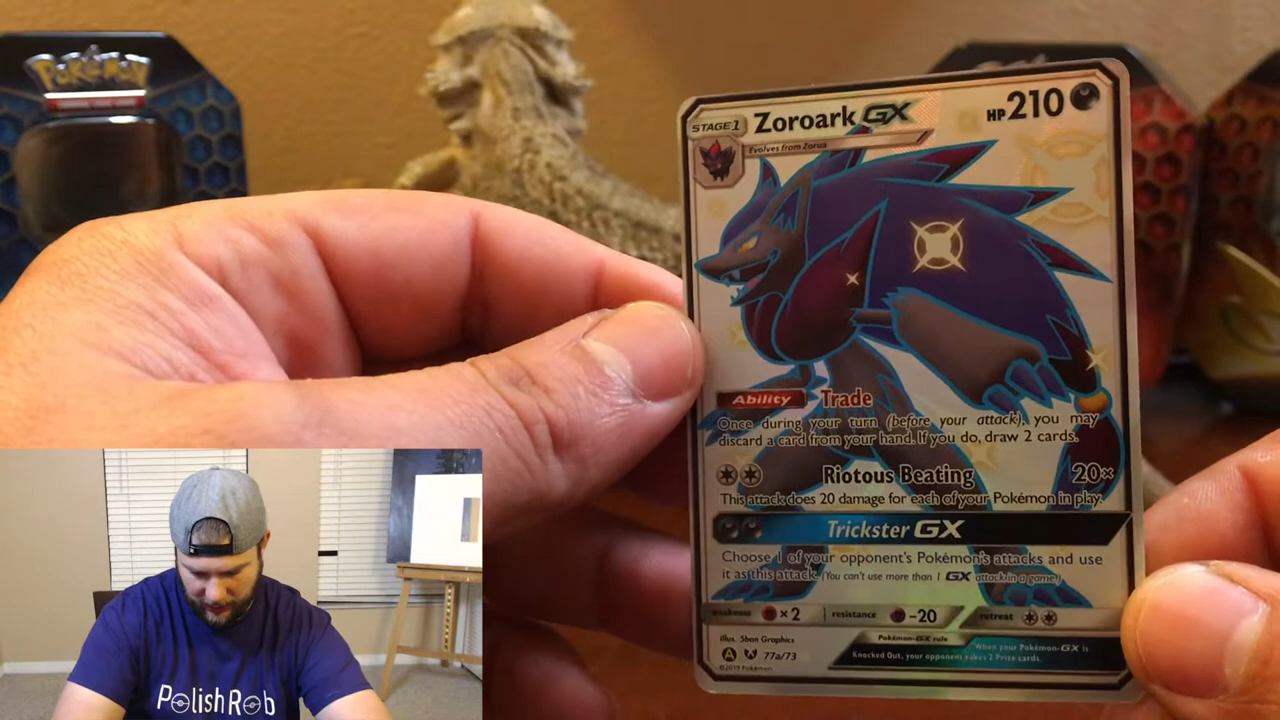 Pokémon
STAGE 1
Zoroark GX
HP 210
Evolves from Zorua
Ability Trade
Once during your turn (before your attack), you may
discard a card from your hand. If you do, draw 2 cards.
Riotous Beating 20×
This attack does 20 damage for each of your Pokémon in play.
Trickster GX
Choose 1 of your opponent's Pokémon's attacks and use
it as this attack. (You can't use more than 1 GX attack in a game.)
weakness ×2 resistance -20 retreat
Illus. 5ban Graphics
A 77a/73
©2019 Pokémon
Pokémon-GX rule
When your Pokémon-GX is
Knocked Out, your opponent takes 2 Prize cards.
PolishRob